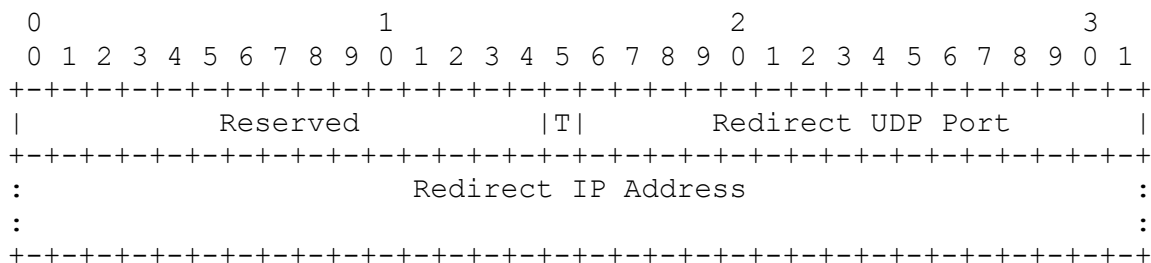 0                   1                   2                   3
 0 1 2 3 4 5 6 7 8 9 0 1 2 3 4 5 6 7 8 9 0 1 2 3 4 5 6 7 8 9 0 1
+-+-+-+-+-+-+-+-+-+-+-+-+-+-+-+-+-+-+-+-+-+-+-+-+-+-+-+-+-+-+-+-+
|           Reserved          |T|       Redirect UDP Port       |
+-+-+-+-+-+-+-+-+-+-+-+-+-+-+-+-+-+-+-+-+-+-+-+-+-+-+-+-+-+-+-+-+
:                      Redirect IP Address                      :
:                                                               :
+-+-+-+-+-+-+-+-+-+-+-+-+-+-+-+-+-+-+-+-+-+-+-+-+-+-+-+-+-+-+-+-+